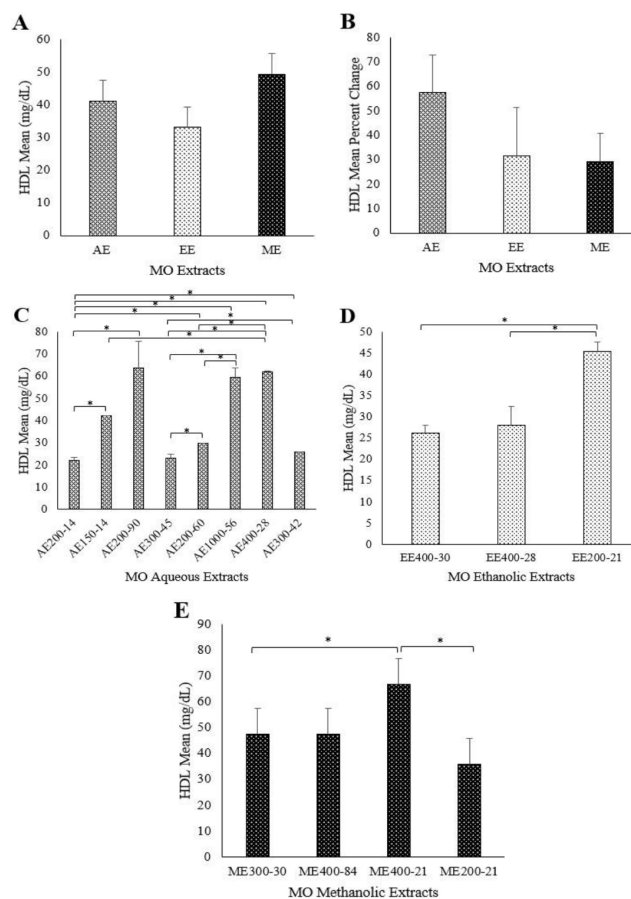 A
HDL Mean (mg/dL)
60
50
40
30
20
10
0
AE EE ME
MO Extracts
B
HDL Mean Percent Change
80
70
60
50
40
30
20
10
0
AE EE ME
MO Extracts
C
HDL Mean (mg/dL)
80
70
60
50
40
30
20
10
0
* * * * * * * * * * * * *
AE200-14 AE150-14 AE200-90 AE300-45 AE200-60 AE1000-56 AE400-28 AE300-42
MO Aqueous Extracts
D
HDL Mean (mg/dL)
50
45
40
35
30
25
20
15
10
5
0
* *
EE400-30 EE400-28 EE200-21
MO Ethanolic Extracts
E
HDL Mean (mg/dL)
90
80
70
60
50
40
30
20
10
0
* *
ME300-30 ME400-84 ME400-21 ME200-21
MO Methanolic Extracts